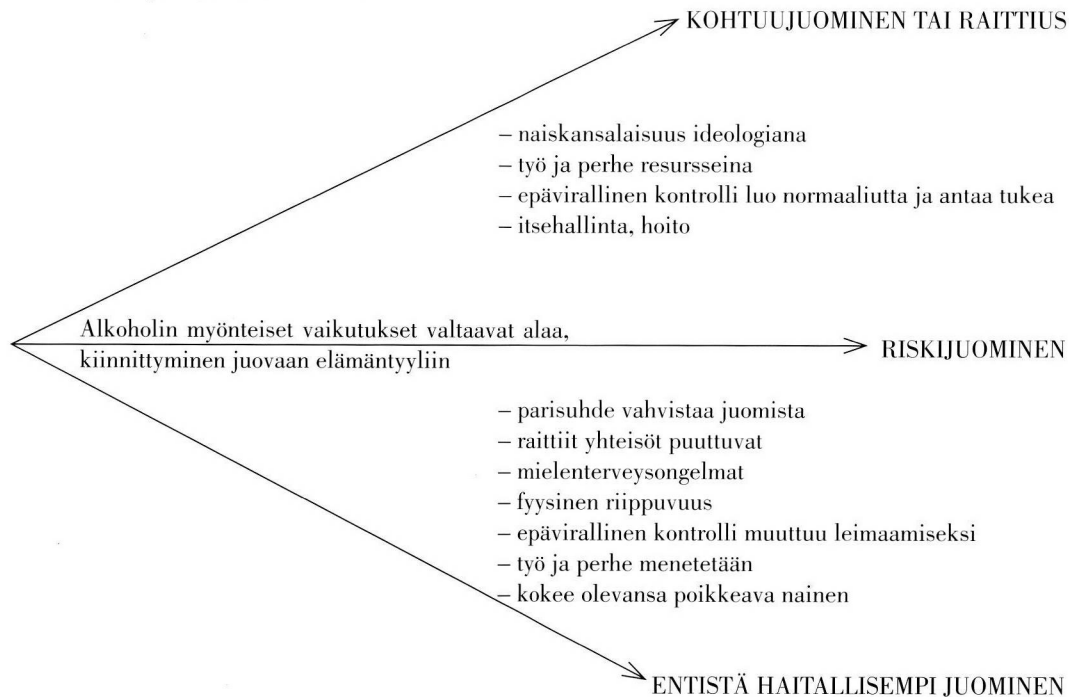 KOHTUUJUOMINEN TAI RAITTIUS
– naiskansalaisuus ideologiana
– työ ja perhe resursseina
– epävirallinen kontrolli luo normaaliutta ja antaa tukea
– itsehallinta, hoito
Alkoholin myönteiset vaikutukset valtaavat alaa,
kiinnittyminen juovaan elämäntyyliin
RISKIJUOMINEN
– parisuhde vahvistaa juomista
– raittiit yhteisöt puuttuvat
– mielenterveysongelmat
– fyysinen riippuvuus
– epävirallinen kontrolli muuttuu leimaamiseksi
– työ ja perhe menetetään
– kokee olevansa poikkeava nainen
ENTISTÄ HAITALLISEMPI JUOMINEN